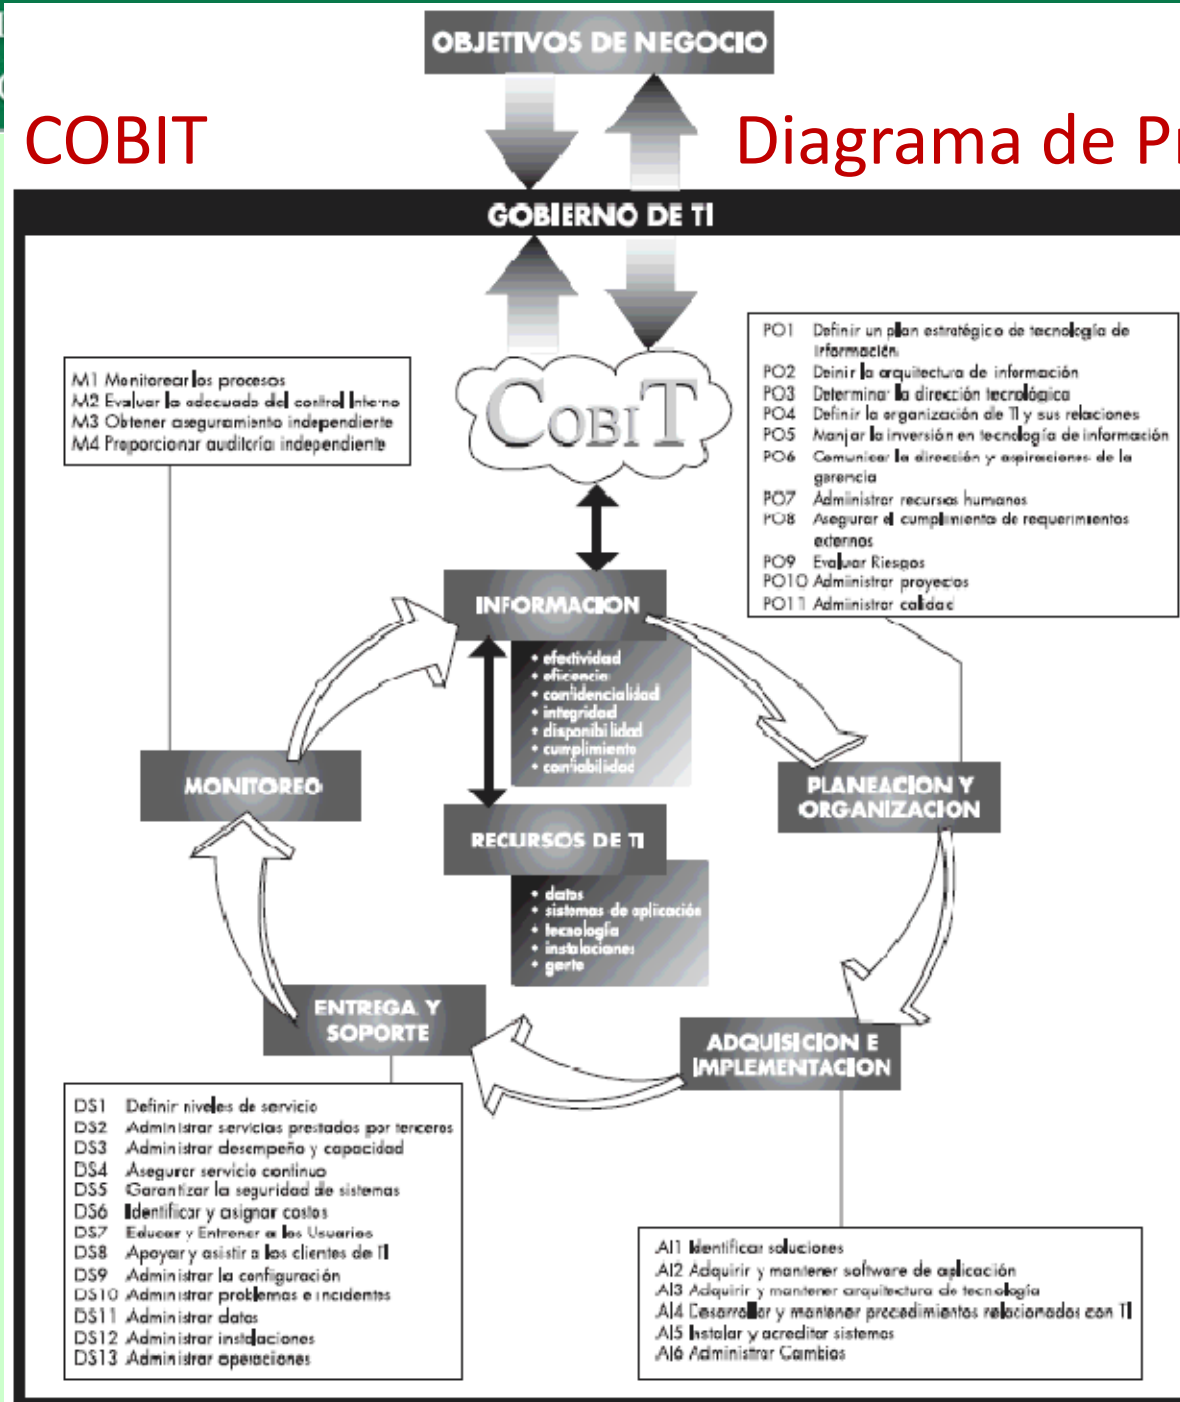 OBJETIVOS DE NEGOCIO
COBIT
Diagrama de Pr
GOBIERNO DE TI
COBIT
M1 Monitorear los procesos
M2 Evaluar lo adecuado del control Interno
M3 Obtener aseguramiento independiente
M4 Proporcionar auditoría independiente
PO1 Definir un plan estratégico de tecnología de
información
PO2 Deinir la arquitectura de información
PO3 Determinar la dirección tecnológica
PO4 Definir la organización de TI y sus relaciones
PO5 Manjar la inversión en tecnología de información
PO6 Comunicar la dirección y aspiraciones de la
gerencia
PO7 Administrar recursos humanos
PO8 Asegurar el cumplimiento de requerimientos
externos
PO9 Evaluar Riesgos
PO10 Administrar proyectos
PO11 Administrar calidad
INFORMACION
• efectividad
• eficiencia
• confidencialidad
• integridad
• disponibilidad
• cumplimiento
• confiabilidad
MONITOREO
PLANEACION Y
ORGANIZACION
RECURSOS DE TI
• datos
• sistemas de aplicación
• tecnología
• instalaciones
• gente
ENTREGA Y
SOPORTE
ADQUISICION E
IMPLEMENTACION
DS1 Definir niveles de servicio
DS2 Administrar servicios prestados por terceros
DS3 Administrar desempeño y capacidad
DS4 Asegurar servicio continuo
DS5 Garantizar la seguridad de sistemas
DS6 Identificar y asignar costos
DS7 Educar y Entrenar a los Usuarios
DS8 Apoyar y asistir a los clientes de TI
DS9 Administrar la configuración
DS10 Administrar problemas e incidentes
DS11 Administrar datos
DS12 Administrar instalaciones
DS13 Administrar operaciones
AI1 Identificar soluciones
AI2 Adquirir y mantener software de aplicación
AI3 Adquirir y mantener arquitectura de tecnología
AI4 Desarrollar y mantener procedimientos relacionados con TI
AI5 Instalar y acreditar sistemas
AI6 Administrar Cambios